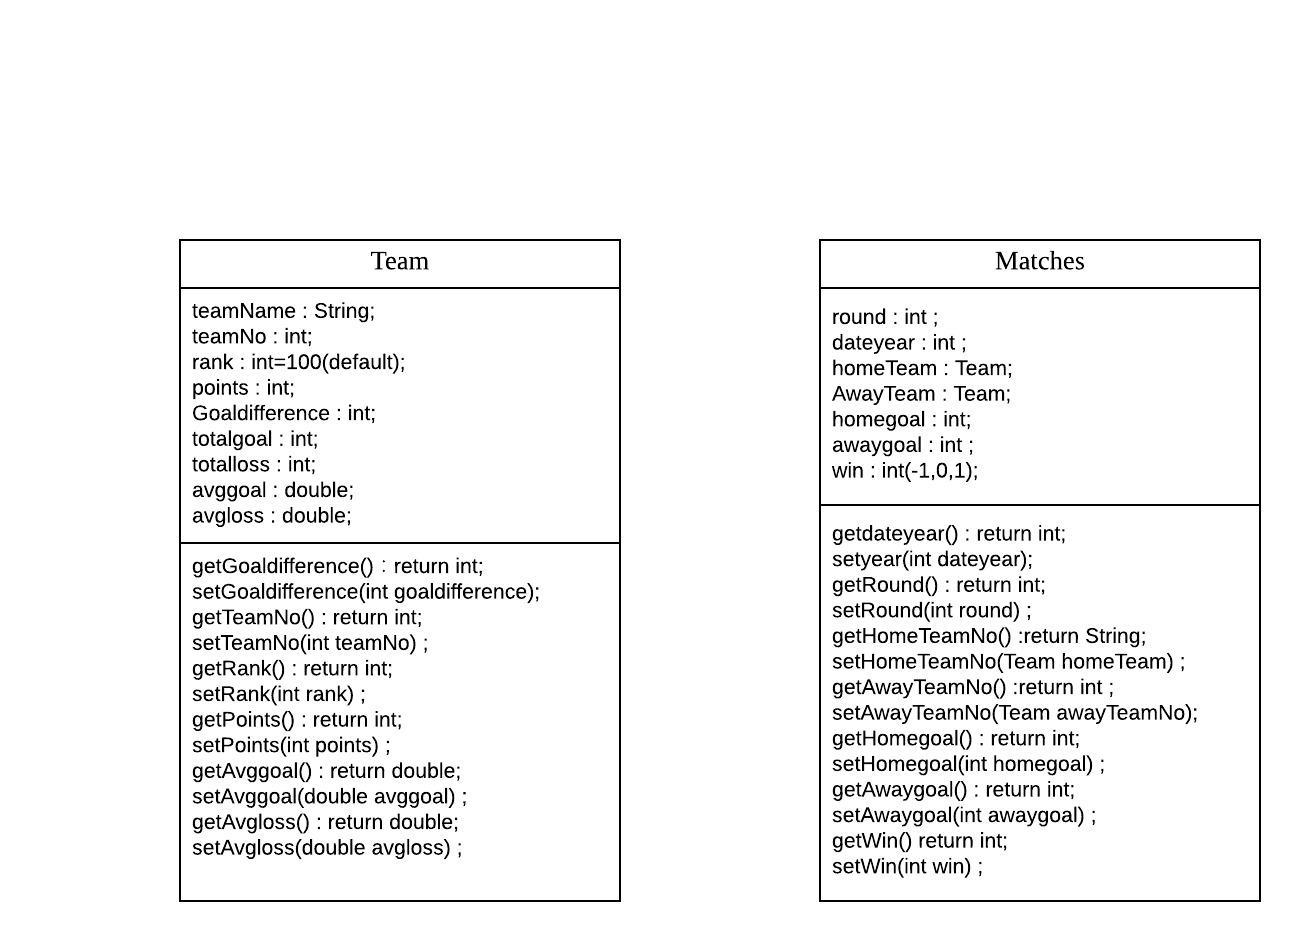 Team
teamName : String;
teamNo : int;
rank : int=100(default);
points : int;
Goaldifference : int;
totalgoal : int;
totalloss : int;
avggoal : double;
avgloss : double;
getGoaldifference() : return int;
setGoaldifference(int goaldifference);
getTeamNo() : return int;
setTeamNo(int teamNo) ;
getRank() : return int;
setRank(int rank) ;
getPoints() : return int;
setPoints(int points) ;
getAvggoal() : return double;
setAvggoal(double avggoal) ;
getAvgloss() : return double;
setAvgloss(double avgloss) ;
Matches
round : int ;
dateyear : int ;
homeTeam : Team;
AwayTeam : Team;
homegoal : int;
awaygoal : int ;
win : int(-1,0,1);
getdateyear() : return int;
setyear(int dateyear);
getRound() : return int;
setRound(int round) ;
getHomeTeamNo() :return String;
setHomeTeamNo(Team homeTeam) ;
getAwayTeamNo() :return int ;
setAwayTeamNo(Team awayTeamNo);
getHomegoal() : return int;
setHomegoal(int homegoal) ;
getAwaygoal() : return int;
setAwaygoal(int awaygoal) ;
getWin() return int;
setWin(int win) ;